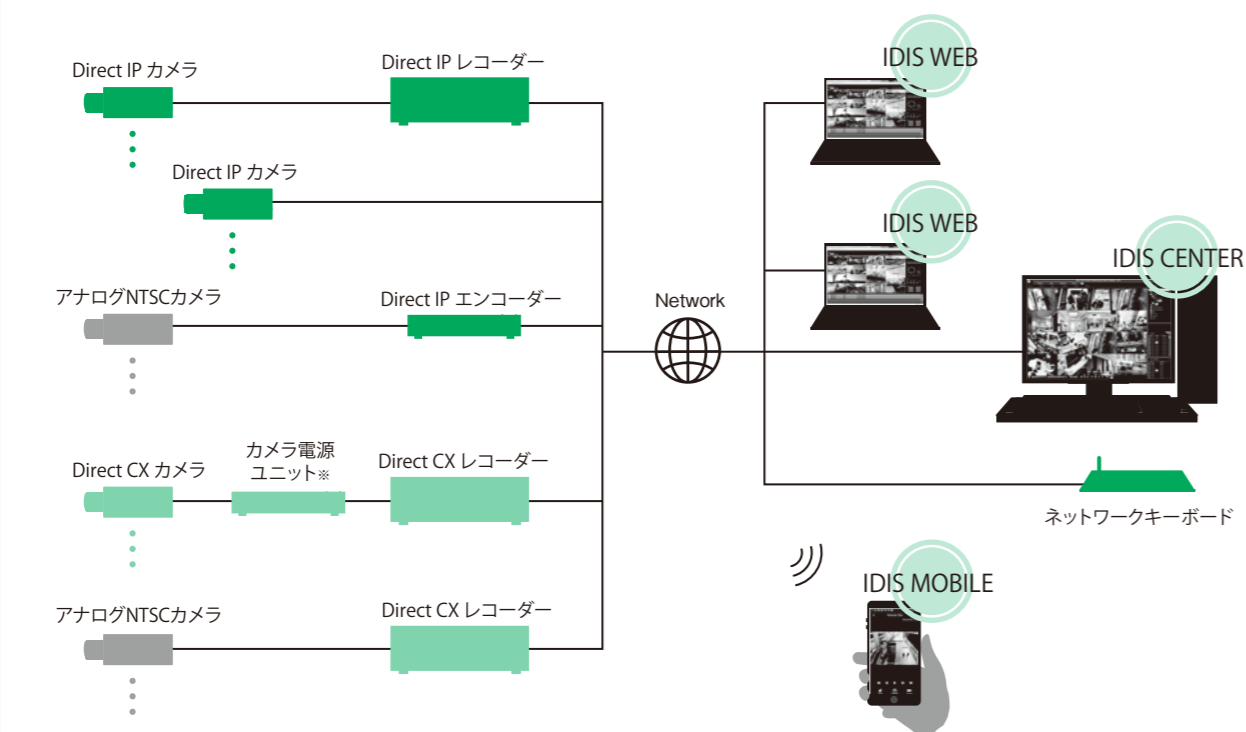 Direct IP カメラ
Direct IP レコーダー
Direct IP カメラ
アナログNTSCカメラ
Direct IP エンコーダー
Direct CX カメラ
カメラ電源
ユニット※
Direct CX レコーダー
アナログNTSCカメラ
Direct CX レコーダー
Network
IDIS WEB
IDIS WEB
IDIS CENTER
ネットワークキーボード
IDIS MOBILE